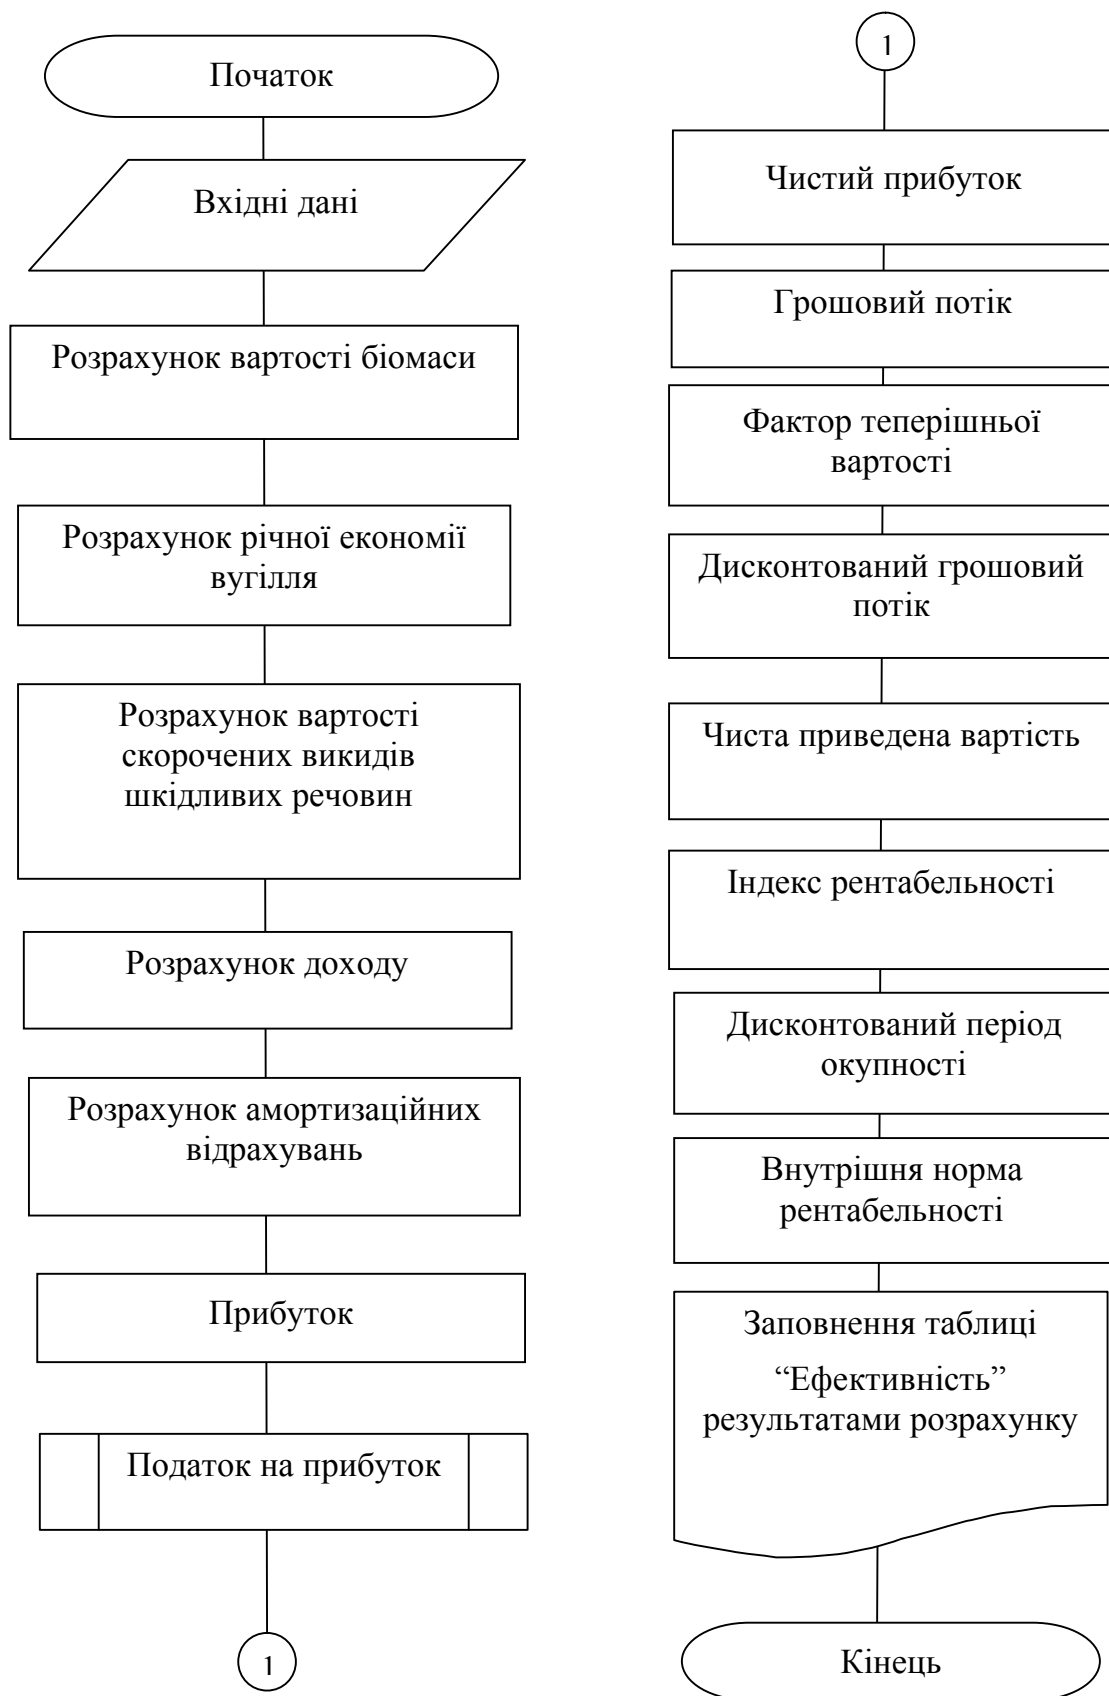 Початок
Вхідні дані
Розрахунок вартості біомаси
Розрахунок річної економії
вугілля
Розрахунок вартості
скорочених викидів
шкідливих речовин
Розрахунок доходу
Розрахунок амортизаційних
відрахувань
Прибуток
Податок на прибуток
1
1
Чистий прибуток
Грошовий потік
Фактор теперішньої
вартості
Дисконтований грошовий
потік
Чиста приведена вартість
Індекс рентабельності
Дисконтований період
окупності
Внутрішня норма
рентабельності
Заповнення таблиці
“Ефективність”
результатами розрахунку
Кінець